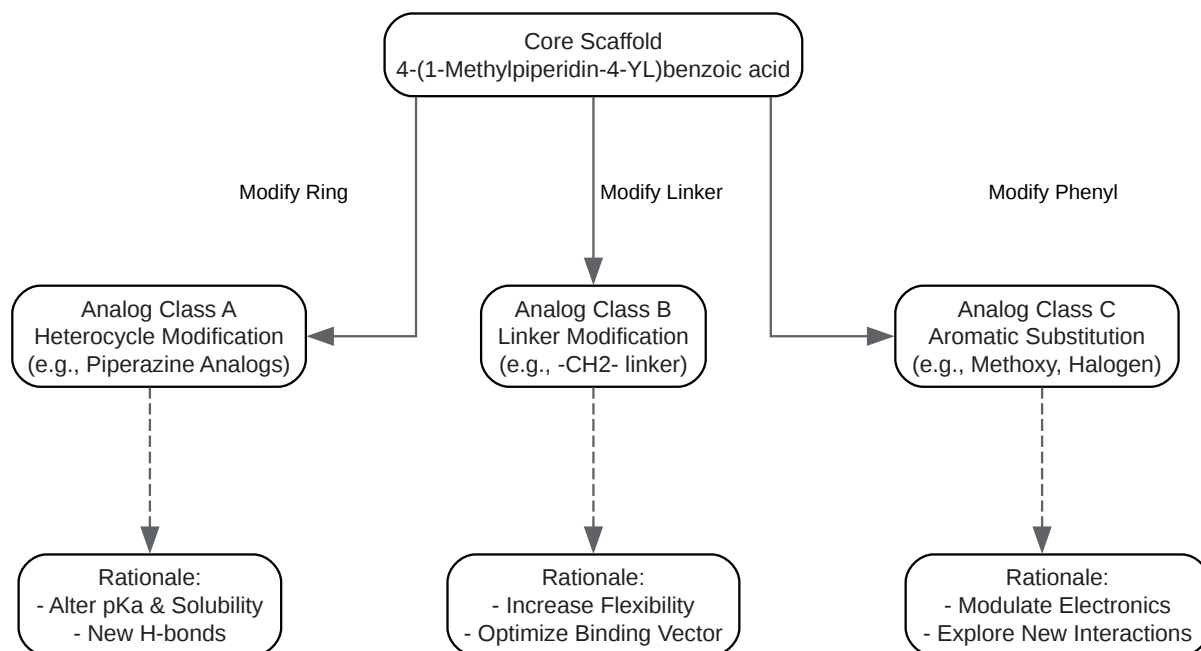 Core Scaffold
4-(1-Methylpiperidin-4-YL)benzoic acid
Modify Ring
Modify Linker
Modify Phenyl
Analog Class A
Heterocycle Modification
(e.g., Piperazine Analogs)
Analog Class B
Linker Modification
(e.g., -CH2- linker)
Analog Class C
Aromatic Substitution
(e.g., Methoxy, Halogen)
Rationale:
- Alter pKa & Solubility
- New H-bonds
Rationale:
- Increase Flexibility
- Optimize Binding Vector
Rationale:
- Modulate Electronics
- Explore New Interactions